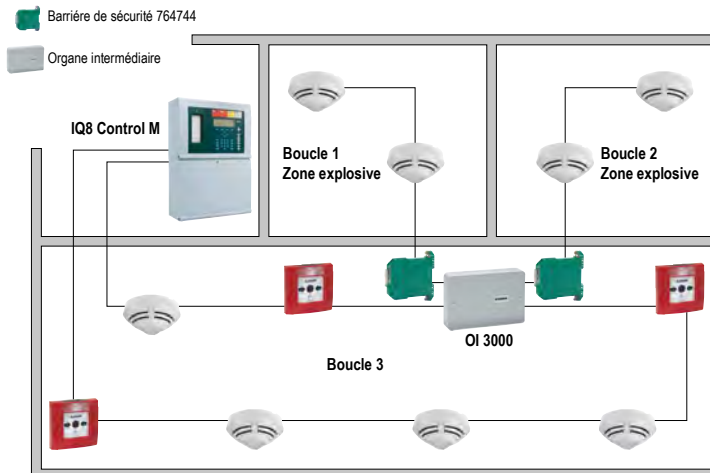 Barriére de sécurité 764744
Organe intermédiaire
IQ8 Control M
Boucle 1
Zone explosive
Boucle 2
Zone explosive
OI 3000
Boucle 3